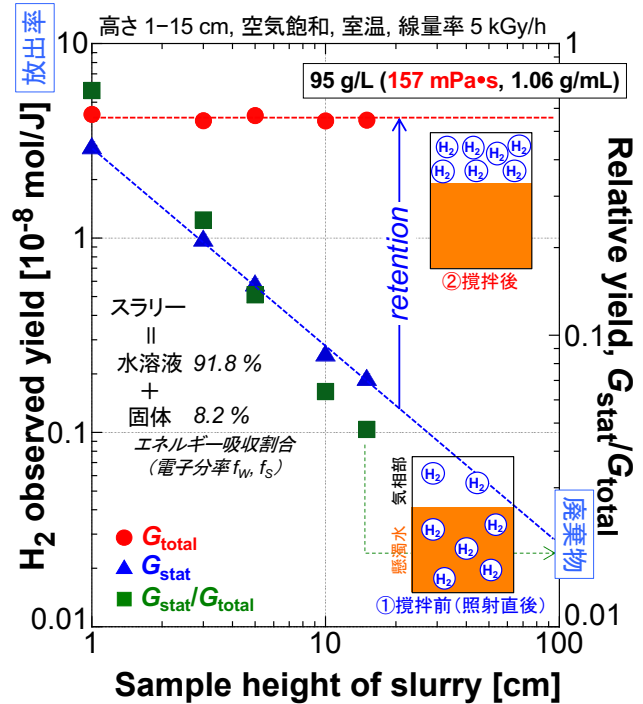 高さ 1−15 cm, 空気飽和, 室温, 線量率 5 kGy/h
放出率
H2 observed yield [10-8 mol/J]
10
1
0.1
0.01
95 g/L (157 mPa•s, 1.06 g/mL)
retention
H2 H2 H2 H2
H2 H2 H2
②撹拌後
スラリー
=
水溶液 91.8 %
+
固体 8.2 %
エネルギー吸収割合
(電子分率 fW, fS)
Gtotal
Gstat
Gstat/Gtotal
気相部
懸濁水
H2 H2
H2 H2
H2
H2 H2
①撹拌前(照射直後)
廃棄物
1
0.10
0.01
Relative yield, Gstat/Gtotal
1
10
100
Sample height of slurry [cm]